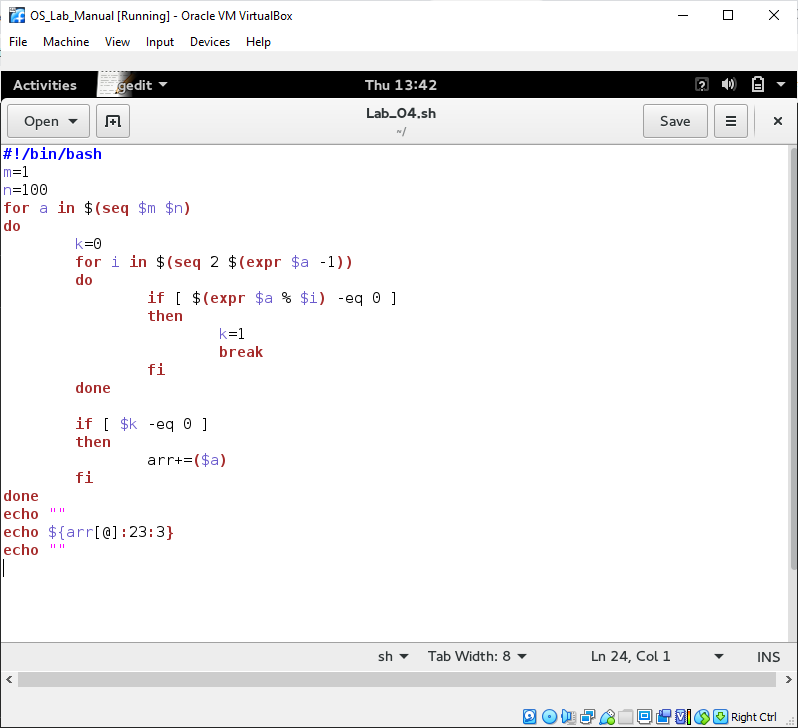 OS_Lab_Manual [Running] - Oracle VM VirtualBox
File Machine View Input Devices Help
Activities gedit Thu 13:42
Open Lab_04.sh Save
~/
#!/bin/bash
m=1
n=100
for a in $(seq $m $n)
do
k=0
for i in $(seq 2 $(expr $a -1))
do
if [ $(expr $a % $i) -eq 0 ]
then
k=1
break
fi
done
if [ $k -eq 0 ]
then
arr+=($a)
fi
done
echo ""
echo ${arr[@]:23:3}
echo ""
sh Tab Width: 8 Ln 24, Col 1 INS
Right Ctrl